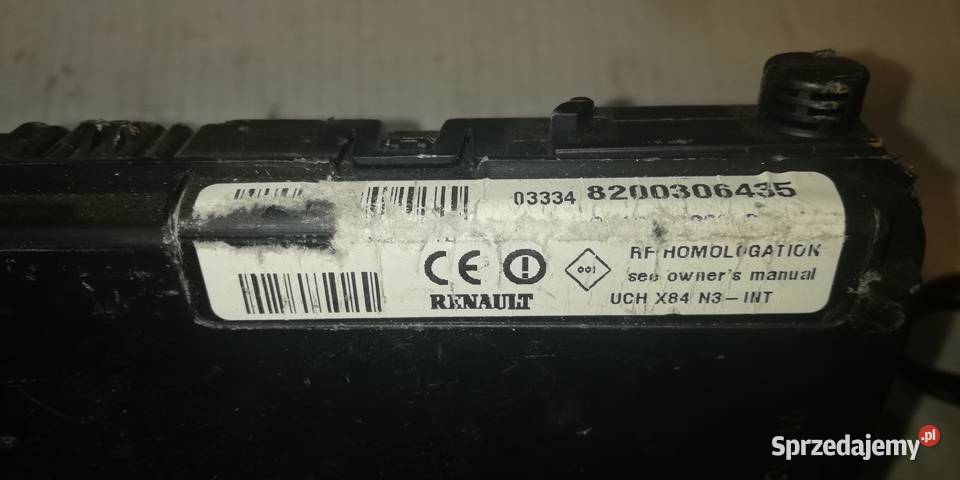 03334 8200306435
RF HOMOLOGATION
001
see owner's manual
RENAULT
UCH X84 N3-INT
Sprzedajemy.pl